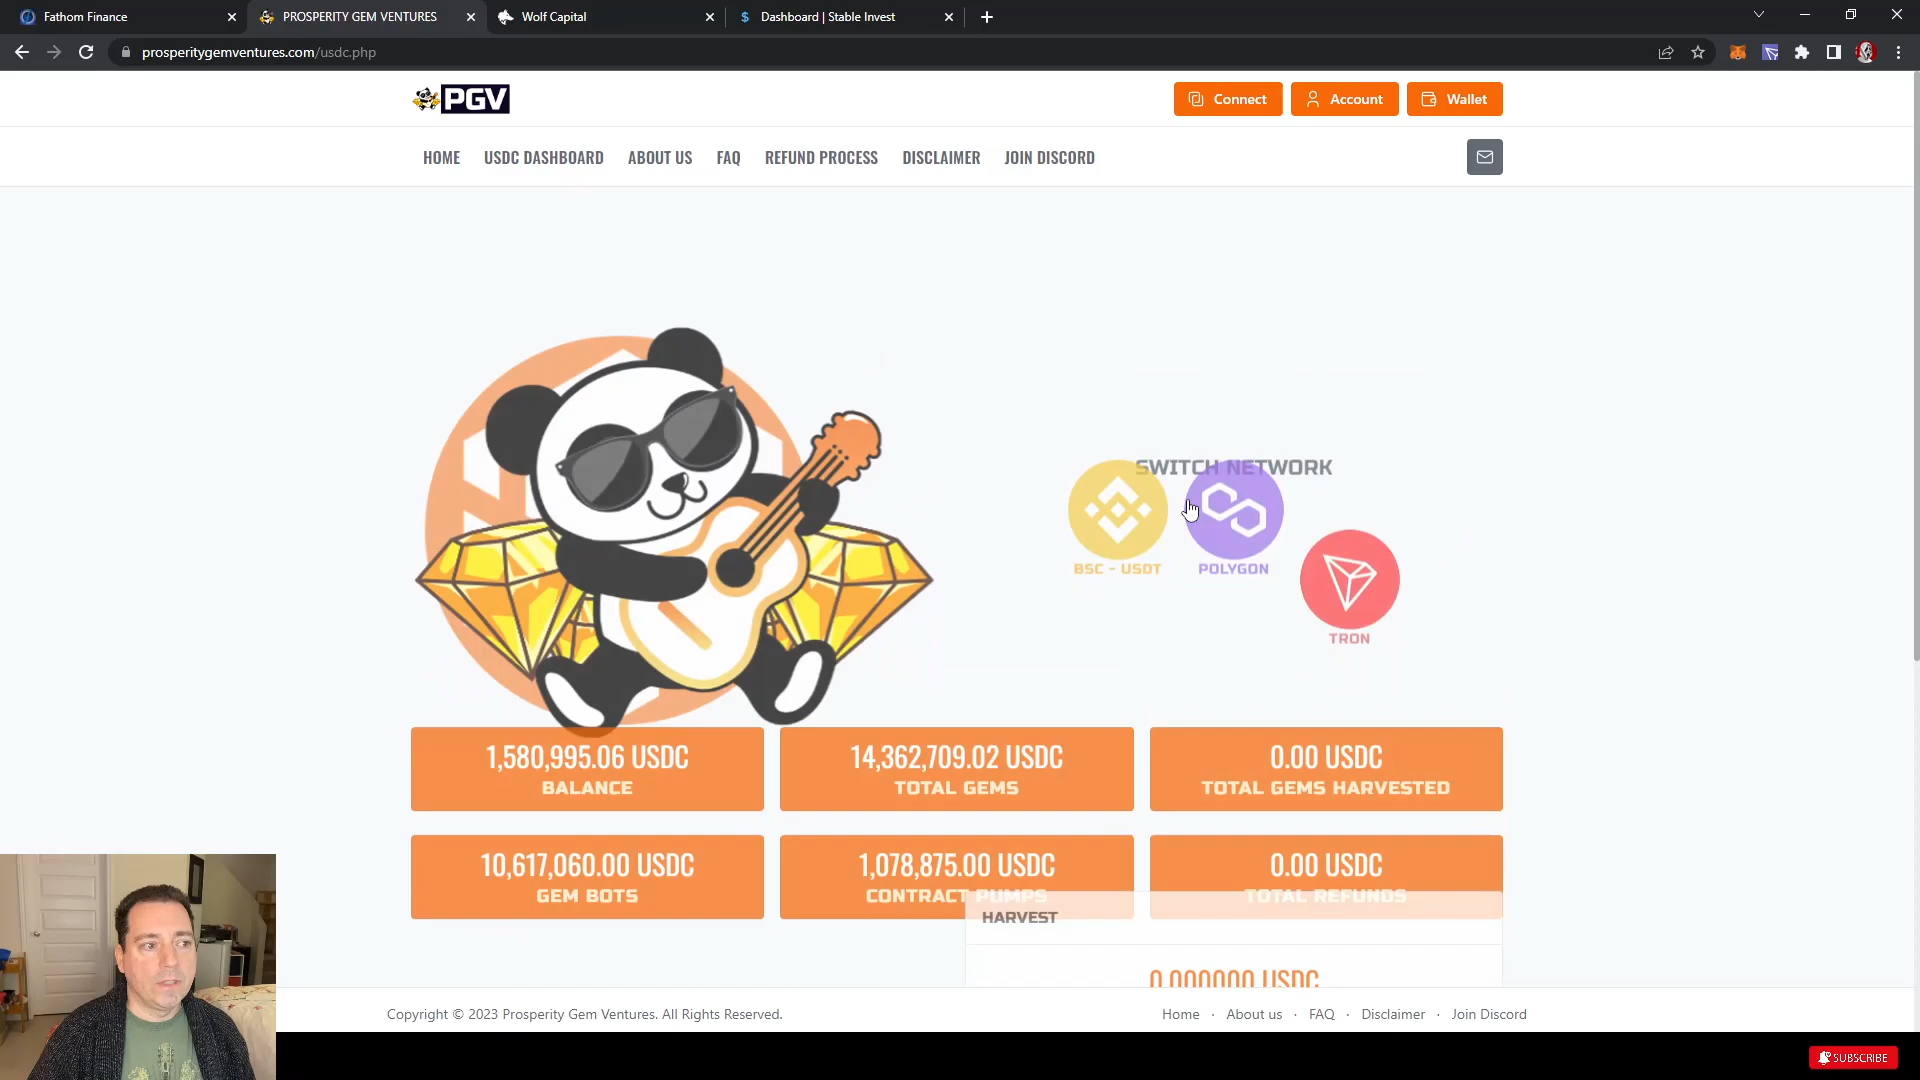 Fathom Finance
PROSPERITY GEM VENTURES
Wolf Capital
Dashboard | Stable Invest
prosperitygemventures.com/usdc.php
PGV
Connect
Account
Wallet
HOME
USDC DASHBOARD
ABOUT US
FAQ
REFUND PROCESS
DISCLAIMER
JOIN DISCORD
SWITCH NETWORK
BSC - USDT
POLYGON
TRON
1,580,995.06 USDC
BALANCE
14,362,709.02 USDC
TOTAL GEMS
0.00 USDC
TOTAL GEMS HARVESTED
10,617,060.00 USDC
GEM BOTS
1,078,875.00 USDC
CONTRACT PUMPS
0.00 USDC
TOTAL REFUNDS
HARVEST
0.000000 USDC
Copyright © 2023 Prosperity Gem Ventures. All Rights Reserved.
Home · About us · FAQ · Disclaimer · Join Discord
SUBSCRIBE